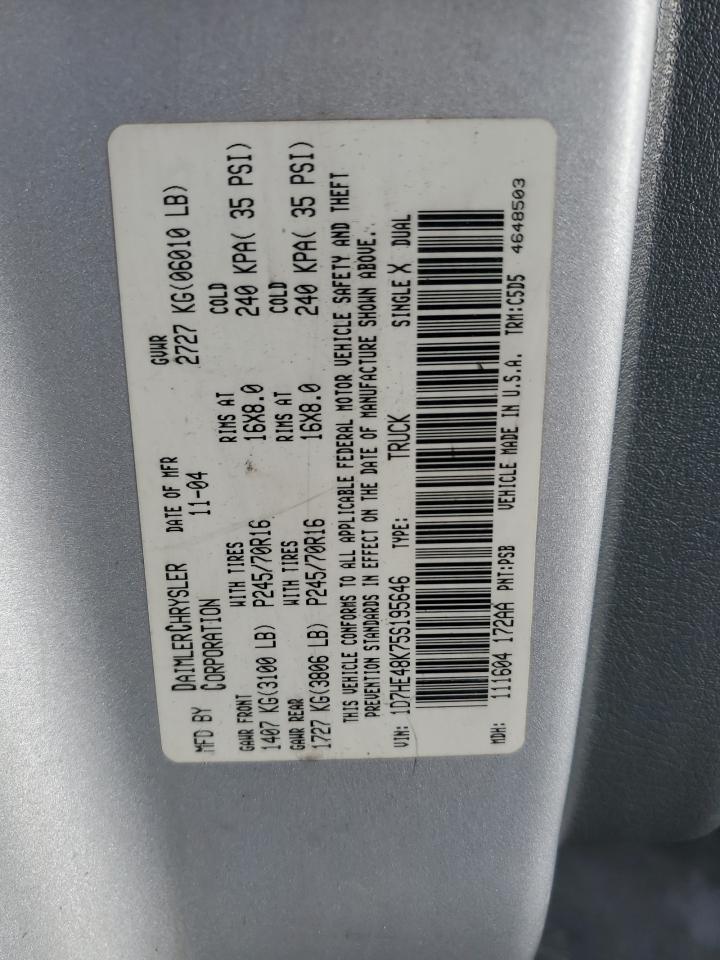 MFD BY DAIMLERCHRYSLER CORPORATION DATE OF MFR 11-04 GVWR 2727 KG(06010 LB)
GAWR FRONT WITH TIRES RIMS AT COLD
1407 KG(3100 LB) P245/70R16 16X8.0 240 KPA( 35 PSI)
GAWR REAR WITH TIRES RIMS AT COLD
1727 KG(3806 LB) P245/70R16 16X8.0 240 KPA( 35 PSI)
THIS VEHICLE CONFORMS TO ALL APPLICABLE FEDERAL MOTOR VEHICLE SAFETY AND THEFT
PREVENTION STANDARDS IN EFFECT ON THE DATE OF MANUFACTURE SHOWN ABOVE.
VIN: 1D7HE48K75S195646 TYPE: TRUCK SINGLE X DUAL
MDH: 111604 172AA PNT:PSB VEHICLE MADE IN U.S.A. TRM:C5D5 4648503